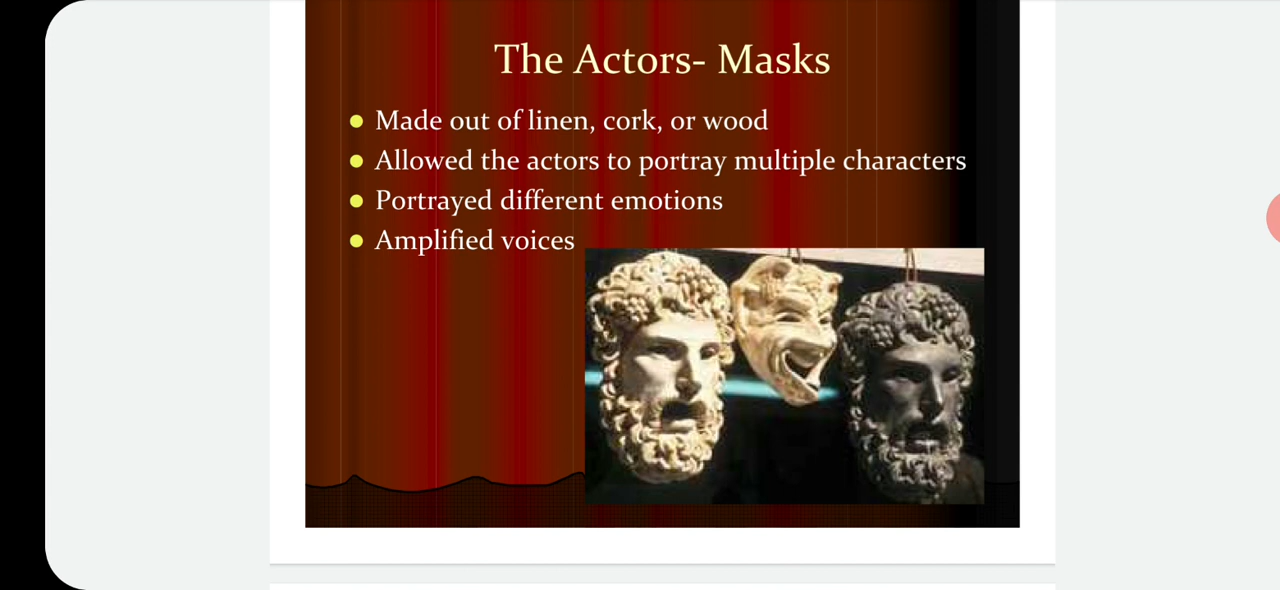 The Actors- Masks
● Made out of linen, cork, or wood
● Allowed the actors to portray multiple characters
● Portrayed different emotions
● Amplified voices